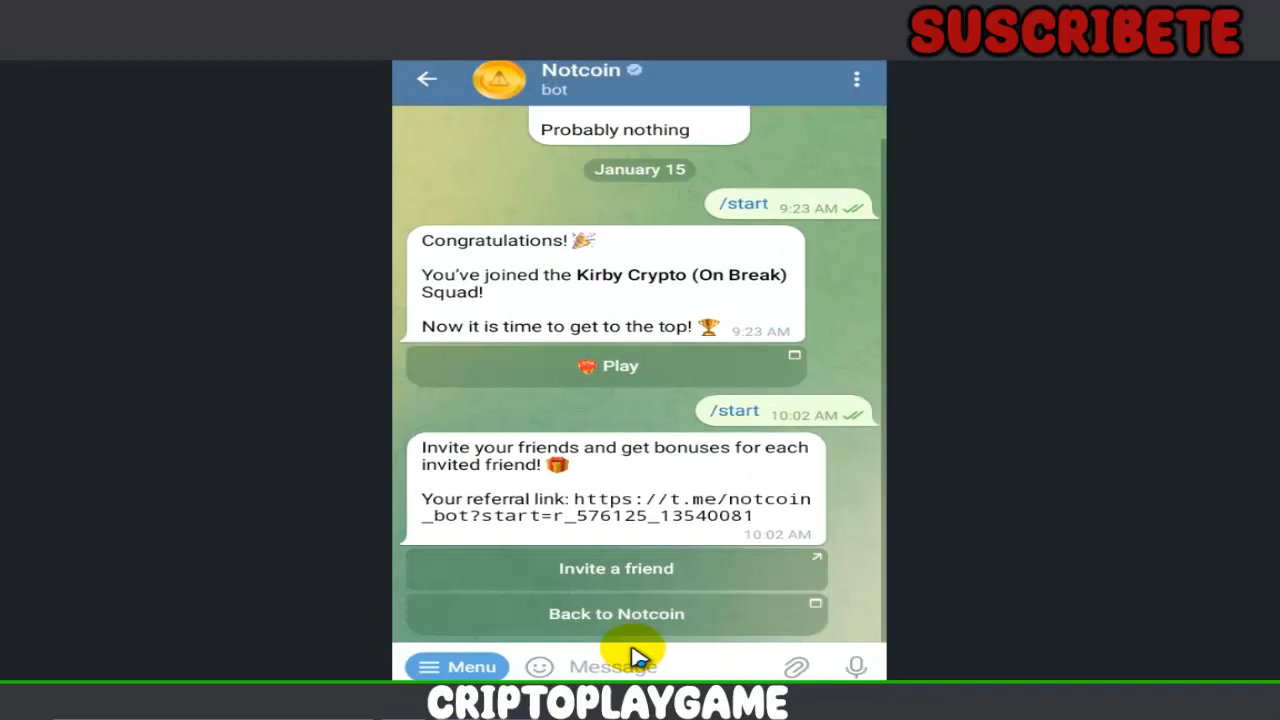 SUSCRIBETE
Notcoin
bot
Probably nothing
January 15
/start 9:23 AM
Congratulations! 🎉
You've joined the Kirby Crypto (On Break)
Squad!
Now it is time to get to the top! 🏆 9:23 AM
Play
/start 10:02 AM
Invite your friends and get bonuses for each
invited friend! 🎁
Your referral link: https://t.me/notcoin
_bot?start=r_576125_13540081
10:02 AM
Invite a friend
Back to Notcoin
Menu
Message
CRIPTOPLAYGAME